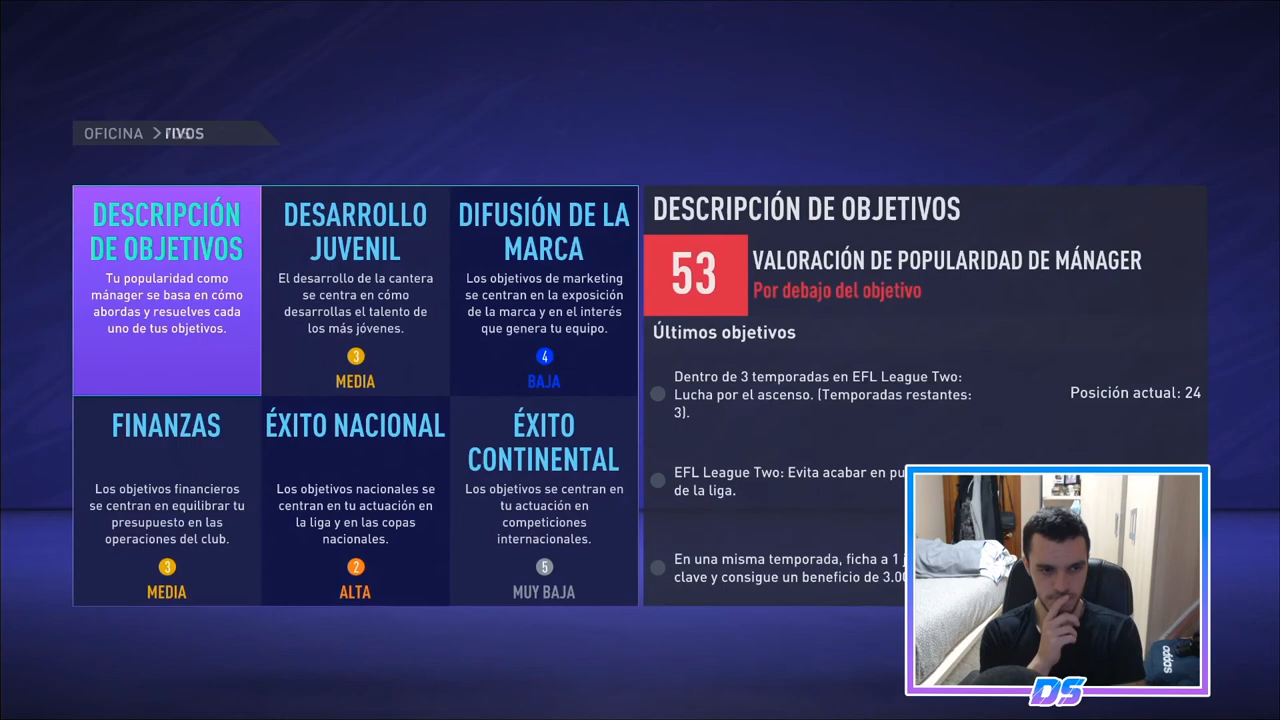 OFICINA > TIVOS
DESCRIPCIÓN
DE OBJETIVOS
Tu popularidad como
mánager se basa en cómo
abordas y resuelves cada
uno de tus objetivos.
DESARROLLO
JUVENIL
El desarrollo de la cantera
se centra en cómo
desarrollas el talento de
los más jóvenes.
3
MEDIA
DIFUSIÓN DE LA
MARCA
Los objetivos de marketing
se centran en la exposición
de la marca y en el interés
que genera tu equipo.
4
BAJA
FINANZAS
Los objetivos financieros
se centran en equilibrar tu
presupuesto en las
operaciones del club.
3
MEDIA
ÉXITO NACIONAL
Los objetivos nacionales se
centran en tu actuación en
la liga y en las copas
nacionales.
2
ALTA
ÉXITO
CONTINENTAL
Los objetivos se centran en
tu actuación en
competiciones
internacionales.
5
MUY BAJA
DESCRIPCIÓN DE OBJETIVOS
53
VALORACIÓN DE POPULARIDAD DE MÁNAGER
Por debajo del objetivo
Últimos objetivos
Dentro de 3 temporadas en EFL League Two:
Lucha por el ascenso. (Temporadas restantes:
3).
Posición actual: 24
EFL League Two: Evita acabar en pu
de la liga.
En una misma temporada, ficha a 1 j
clave y consigue un beneficio de 3.00
adidas
DS